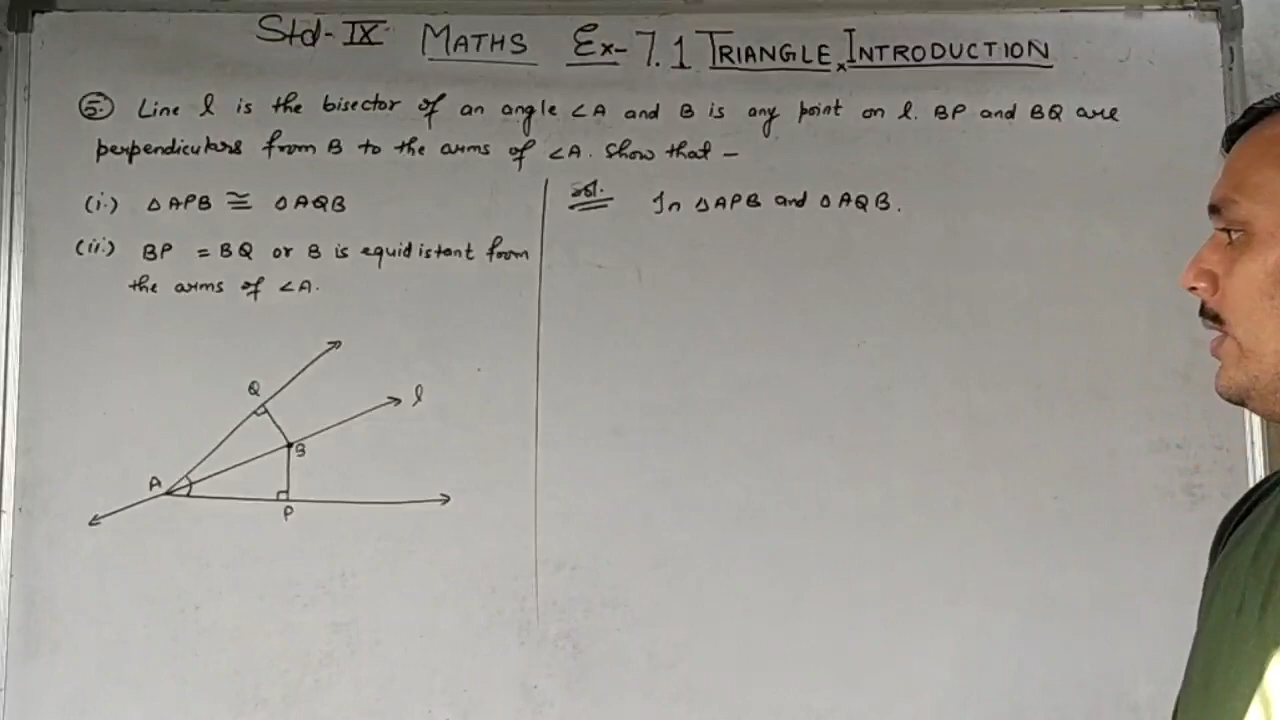 Std-IX MATHS Ex-7.1 TRIANGLE, INTRODUCTION
5. Line l is the bisector of an angle ∠A and B is any point on l. BP and BQ are
perpendiculars from B to the arms of ∠A. Show that -
(i.) △APB ≅ △AQB
(ii.) BP = BQ or B is equidistant from
the arms of ∠A.
Sol. In △APB and △AQB.
Q
l
B
A
P